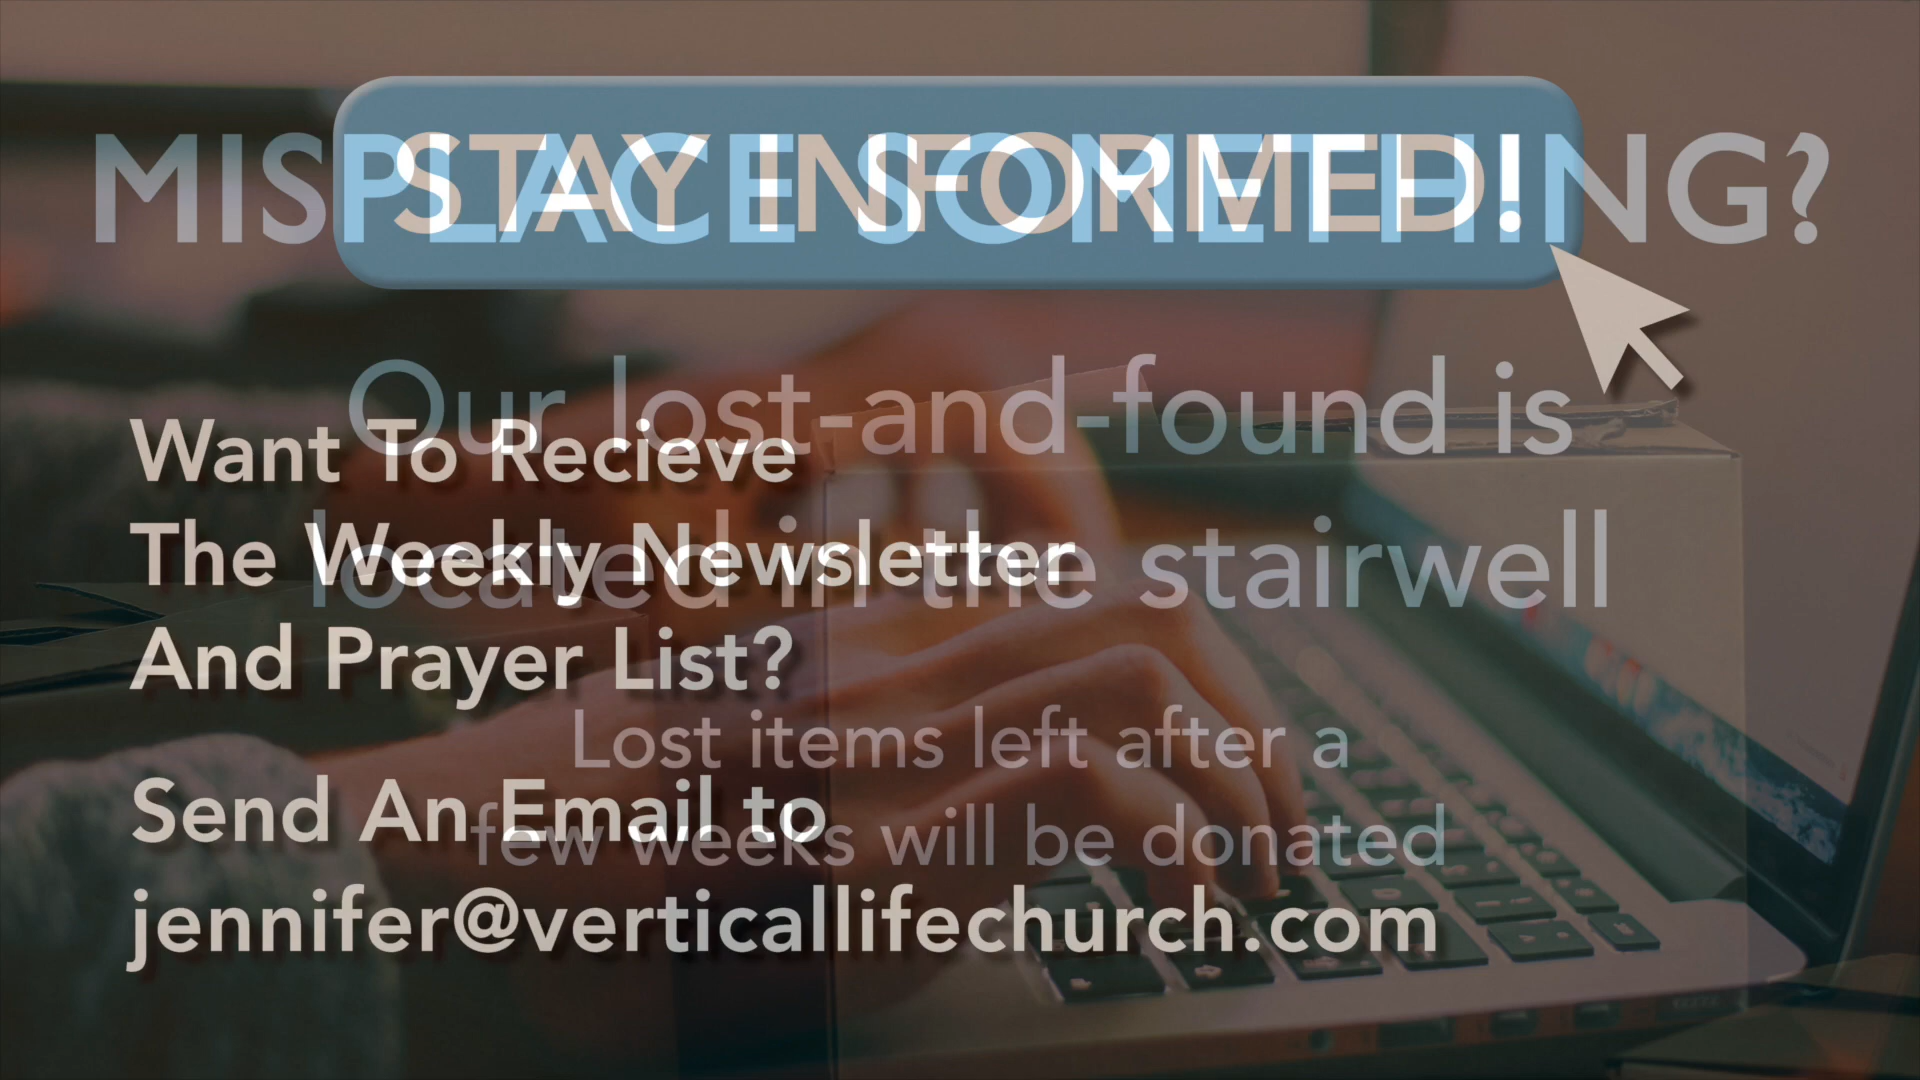 STAY INFORMED!
Want To Recieve
The Weekly Newsletter
And Prayer List?
Send An Email to
jennifer@verticallifechurch.com
MISPLACE SOMETHING?
Our lost-and-found is
located in the stairwell
Lost items left after a
few weeks will be donated